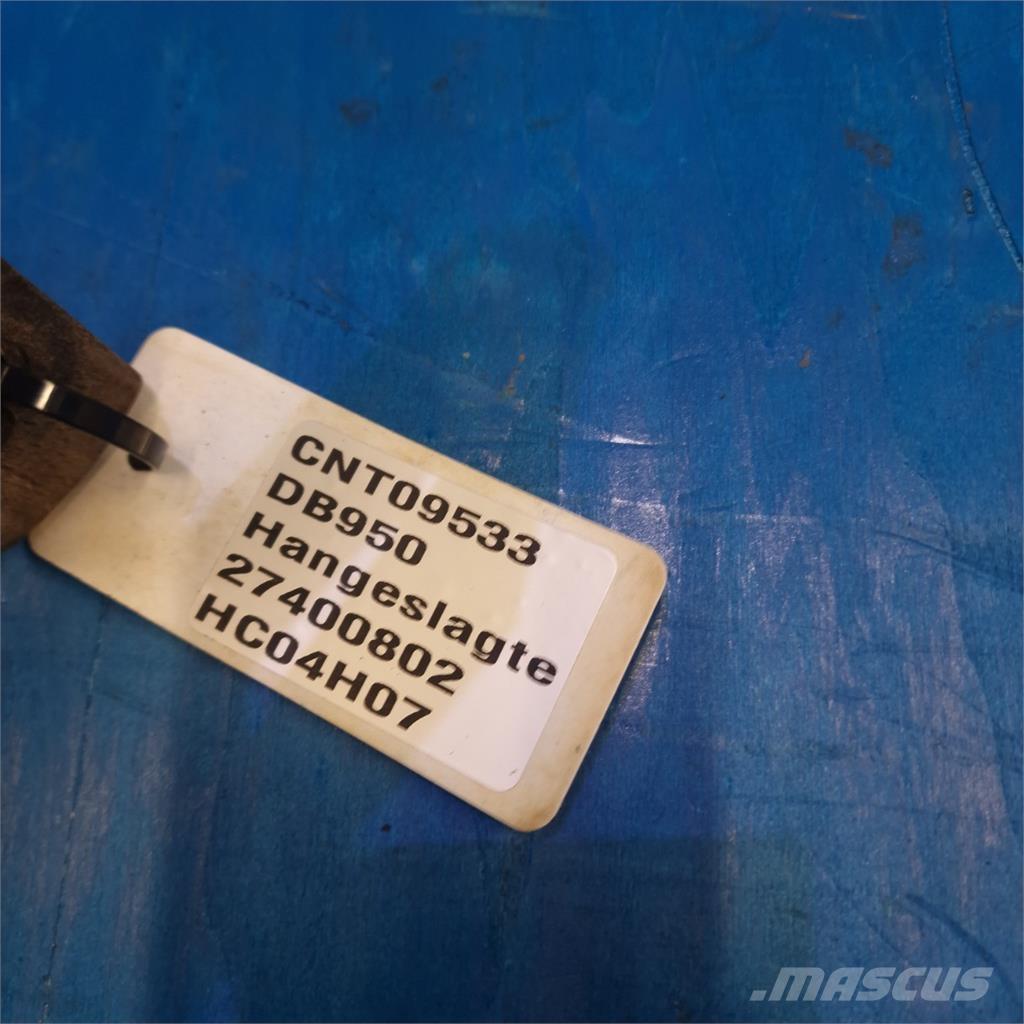 CNT09533
DB950
Hangeslagte
27400802
HC04H07
.MASCUS